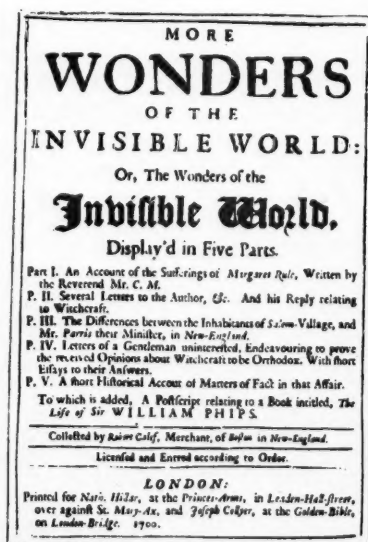 MORE
WONDERS
OF THE
INVISIBLE WORLD:
Or, The Wonders of the
Invisible World,
Display'd in Five Parts.
Part I. An Account of the Sufferings of Margaret Rule, Written by
the Reverend Mr. C. M.
P. II. Several Letters to the Author, &c. And his Reply relating
to Witchcraft.
P. III. The Differences between the Inhabitants of Salem-Village, and
Mr. Parris their Minister, in New-England.
P. IV. Letters of a Gentleman uninterested, Endeavouring to prove
the received Opinions about Witchcraft to be Orthodox. With short
Essays to their Answers.
P. V. A short Historical Accout of Matters of Fact in that Affair.
To which is added, A Postscript relating to a Book intitled, The
Life of Sir WILLIAM PHIPS.
Collected by Robert Calef, Merchant, of Boston in New-England.
Licensed and Entred according to Order.
LONDON:
Printed for Nath. Hillar, at the Princes-Arms, in Leaden-Hall-street,
over against St. Mary-Ax, and Joseph Collyer, at the Golden-Bible,
on London-Bridge. 1700.